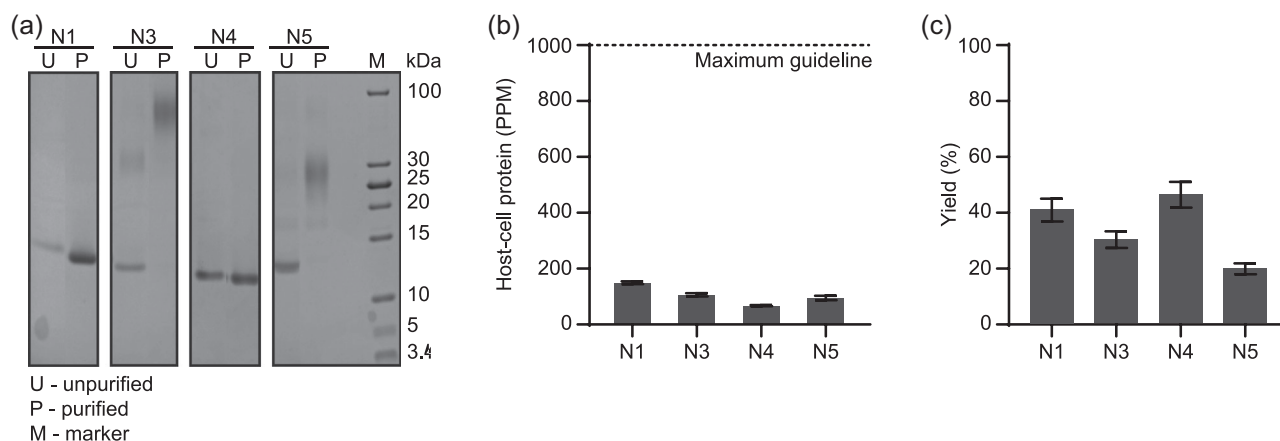 (a)
N1 N3 N4 N5
U P U P U P U P M kDa
100
30
25
20
15
10
5
3.4
U - unpurified
P - purified
M - marker
(b)
Host-cell protein (PPM)
1000
800
600
400
200
0
Maximum guideline
N1 N3 N4 N5
(c)
Yield (%)
100
80
60
40
20
0
N1 N3 N4 N5